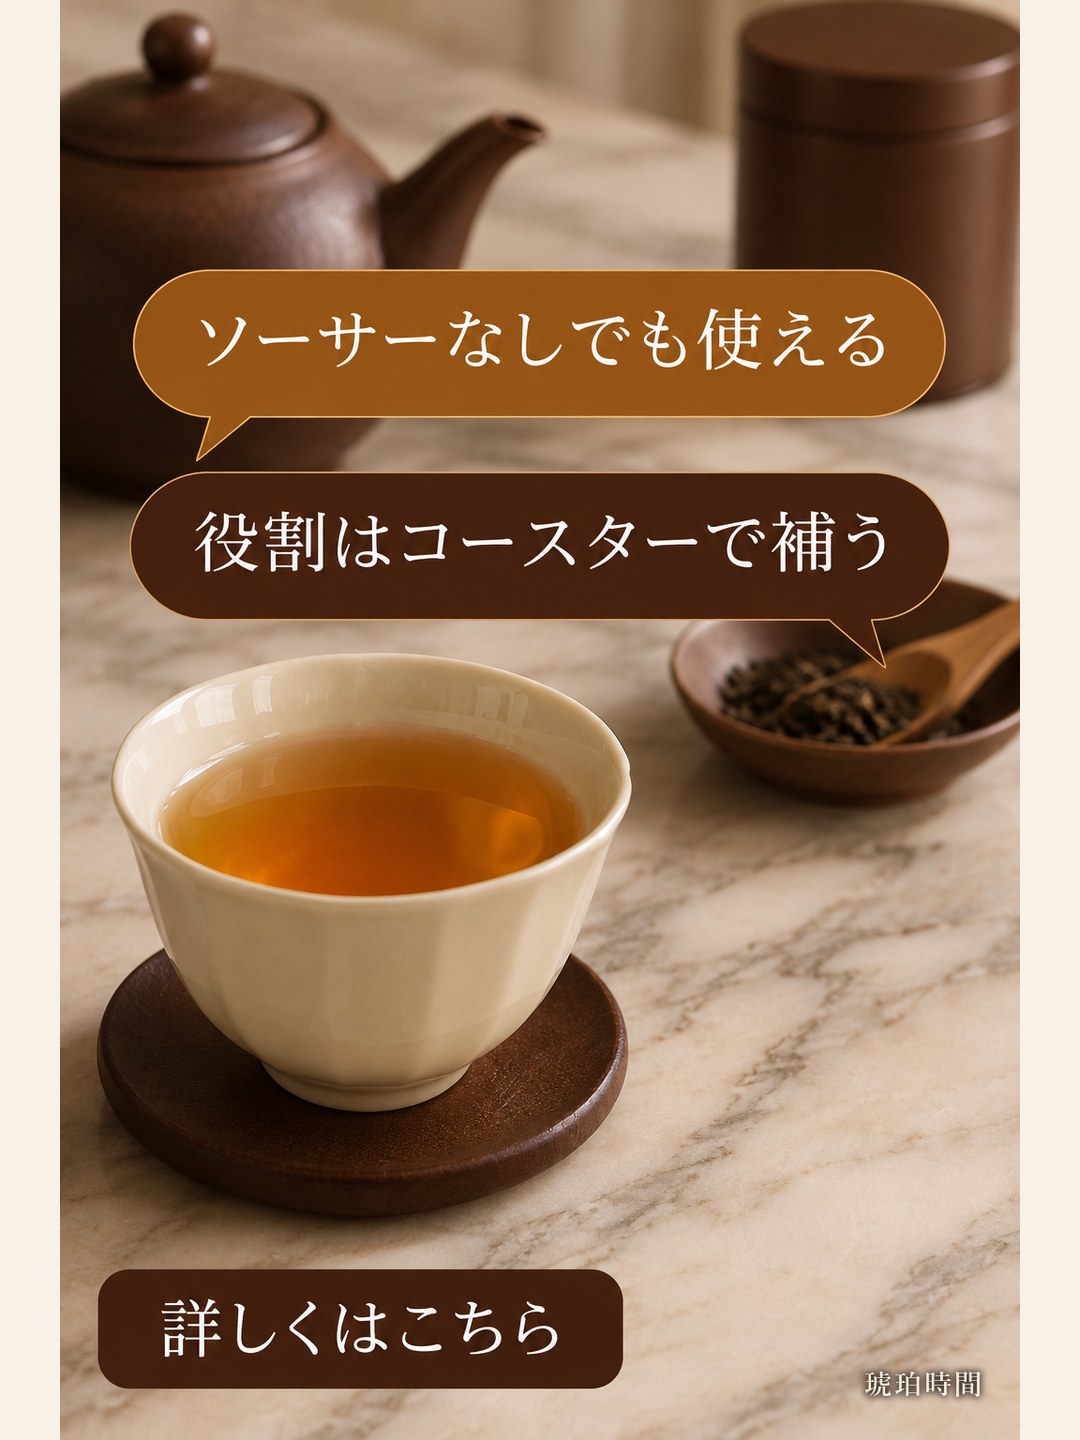 ソーサーなしでも使える
役割はコースターで補う
詳しくはこちら
琥珀時間